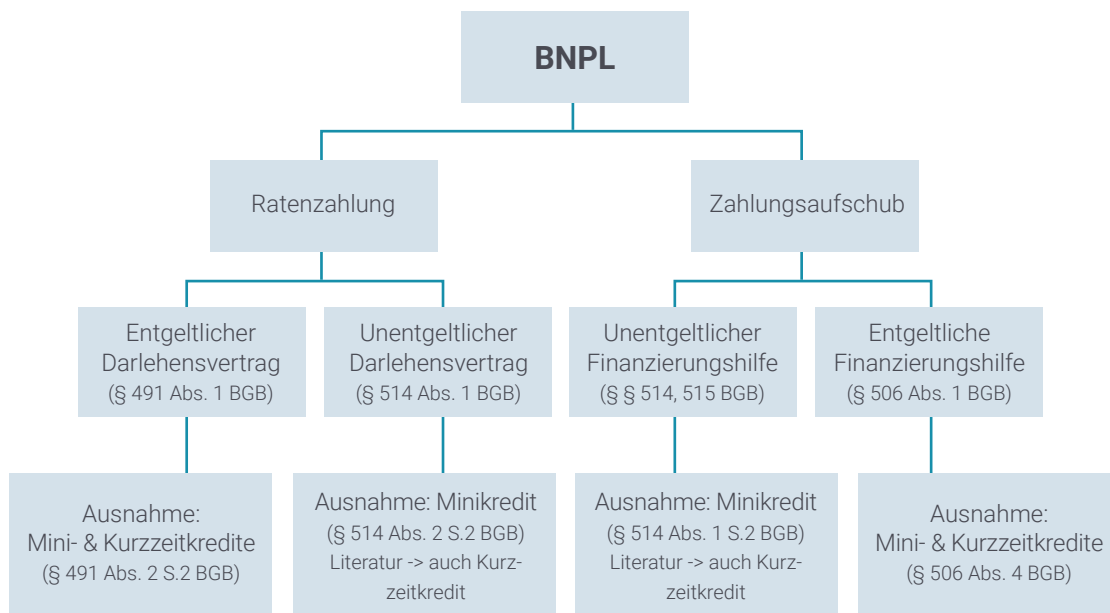 BNPL
Ratenzahlung
Zahlungsaufschub
Entgeltlicher
Darlehensvertrag
(§ 491 Abs. 1 BGB)
Unentgeltlicher
Darlehensvertrag
(§ 514 Abs. 1 BGB)
Unentgeltlicher
Finanzierungshilfe
(§ § 514, 515 BGB)
Entgeltliche
Finanzierungshilfe
(§ 506 Abs. 1 BGB)
Ausnahme:
Mini- & Kurzzeitkredite
(§ 491 Abs. 2 S.2 BGB)
Ausnahme: Minikredit
(§ 514 Abs. 2 S.2 BGB)
Literatur -> auch Kurz-
zeitkredit
Ausnahme: Minikredit
(§ 514 Abs. 1 S.2 BGB)
Literatur -> auch Kurz-
zeitkredit
Ausnahme:
Mini- & Kurzzeitkredite
(§ 506 Abs. 4 BGB)